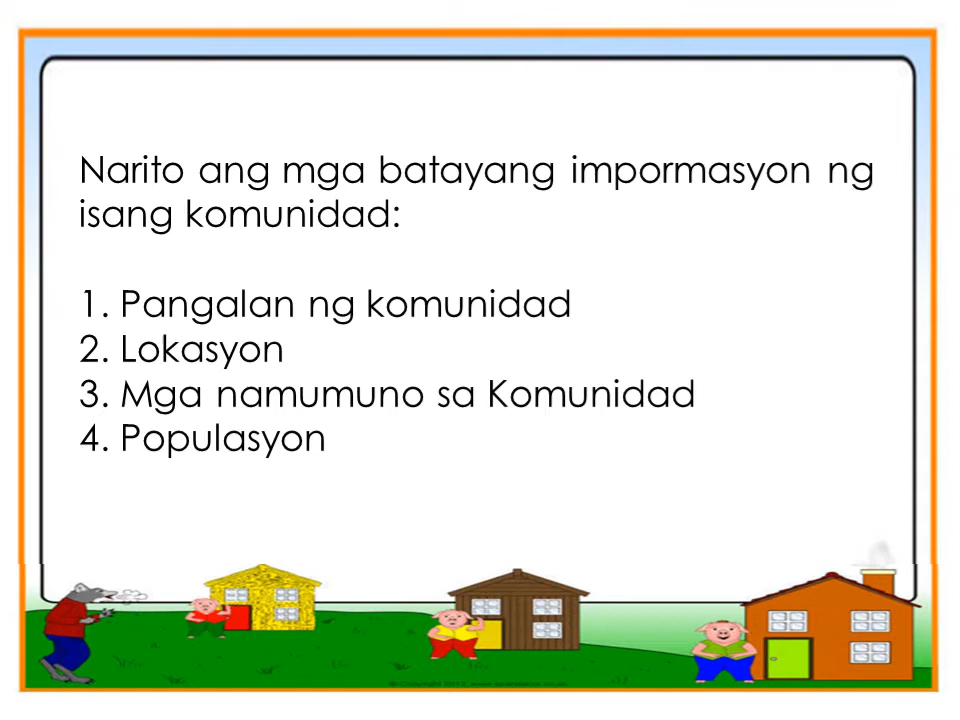 Narito ang mga batayang impormasyon ng
isang komunidad:
1. Pangalan ng komunidad
2. Lokasyon
3. Mga namumuno sa Komunidad
4. Populasyon
© Copyright